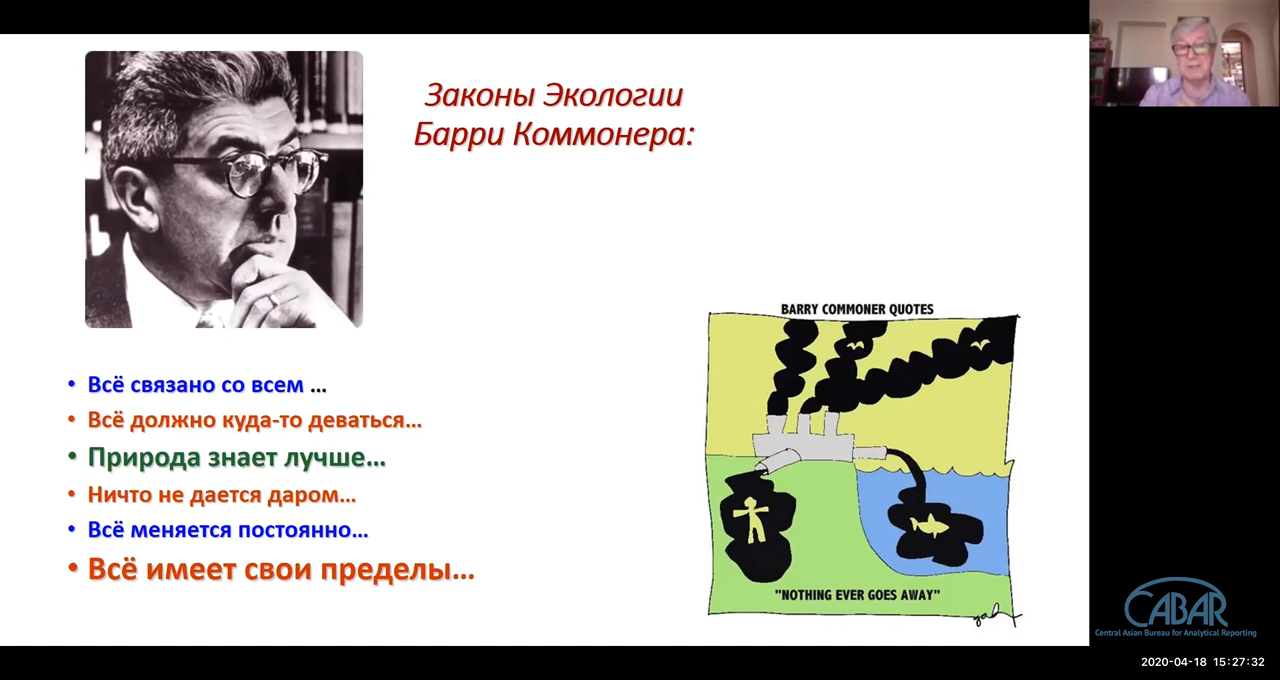 Законы Экологии
Барри Коммонера:
• Всё связано со всем ...
• Всё должно куда-то деваться...
• Природа знает лучше...
• Ничто не дается даром...
• Всё меняется постоянно...
• Всё имеет свои пределы...
BARRY COMMONER QUOTES
"NOTHING EVER GOES AWAY"
CABAR
Central Asian Bureau for Analytical Reporting
2020-04-18 15:27:32